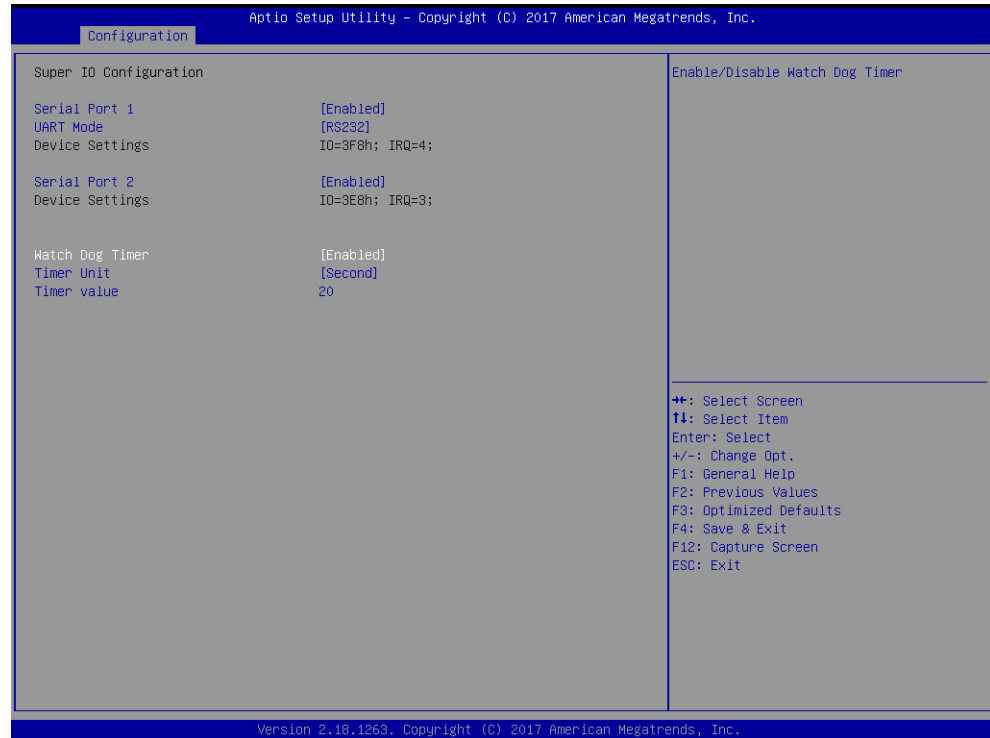 Aptio Setup Utility – Copyright (C) 2017 American Megatrends, Inc.
Configuration
Super IO Configuration
Serial Port 1 [Enabled]
UART Mode [RS232]
Device Settings IO=3F8h; IRQ=4;
Serial Port 2 [Enabled]
Device Settings IO=3E8h; IRQ=3;
Watch Dog Timer [Enabled]
Timer Unit [Second]
Timer value 20
Enable/Disable Watch Dog Timer
→←: Select Screen
↑↓: Select Item
Enter: Select
+/-: Change Opt.
F1: General Help
F2: Previous Values
F3: Optimized Defaults
F4: Save & Exit
F12: Capture Screen
ESC: Exit
Version 2.18.1263. Copyright (C) 2017 American Megatrends, Inc.